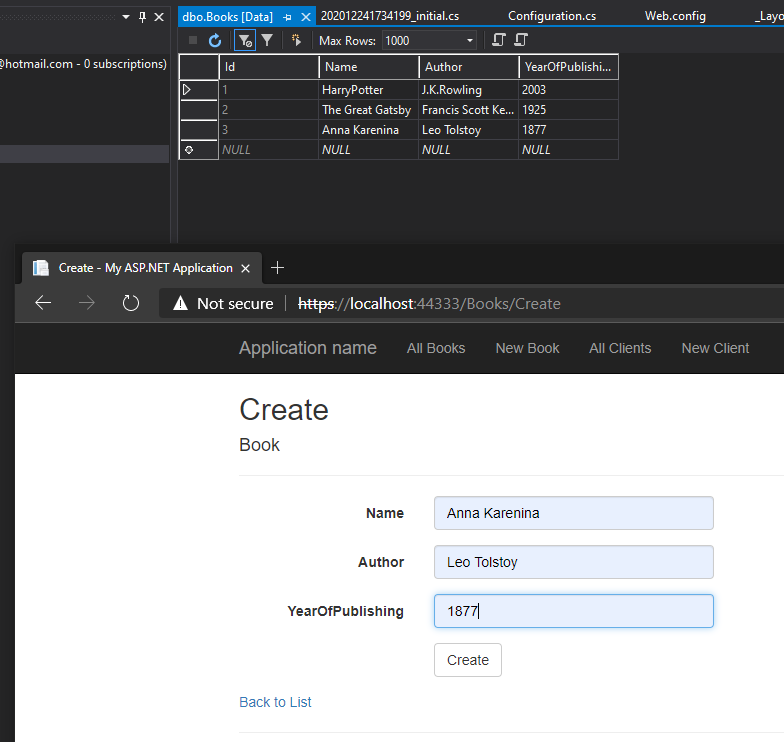 dbo.Books [Data] 202012241734199_initial.cs Configuration.cs Web.config _Layo
Max Rows: 1000
@hotmail.com - 0 subscriptions)
Id Name Author YearOfPublishi...
1 HarryPotter J.K.Rowling 2003
2 The Great Gatsby Francis Scott Ke... 1925
3 Anna Karenina Leo Tolstoy 1877
NULL NULL NULL NULL
Create - My ASP.NET Application
Not secure https://localhost:44333/Books/Create
Application name All Books New Book All Clients New Client
Create
Book
Name Anna Karenina
Author Leo Tolstoy
YearOfPublishing 1877
Create
Back to List